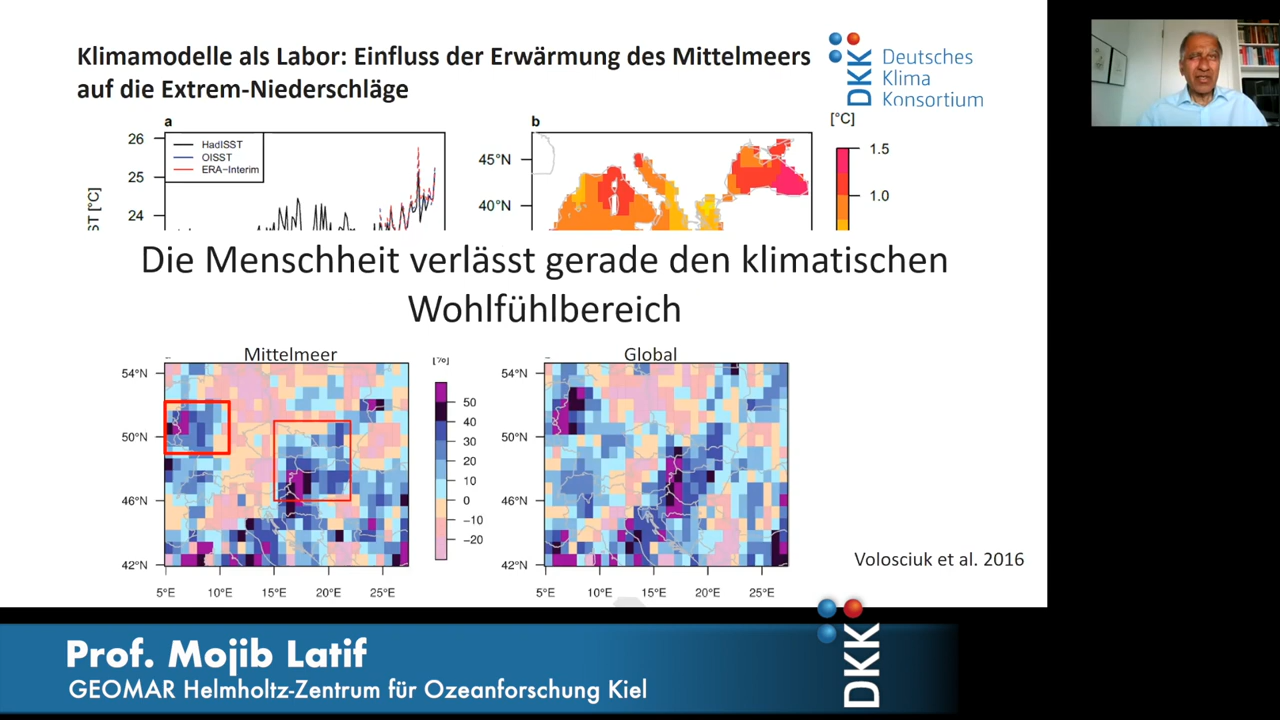 Klimamodelle als Labor: Einfluss der Erwärmung des Mittelmeers
auf die Extrem-Niederschläge
DKK
Deutsches
Klima
Konsortium
a
26
25
24
ST [°C]
HadISST
OISST
ERA−Interim
b
45°N
40°N
[°C]
1.5
1.0
Die Menschheit verlässt gerade den klimatischen
Wohlfühlbereich
Mittelmeer
54°N
50°N
46°N
42°N
5°E 10°E 15°E 20°E 25°E
[%]
50
40
30
20
10
0
−10
−20
Global
54°N
50°N
46°N
42°N
5°E 10°E 15°E 20°E 25°E
Volosciuk et al. 2016
Prof. Mojib Latif
GEOMAR Helmholtz-Zentrum für Ozeanforschung Kiel
DKK